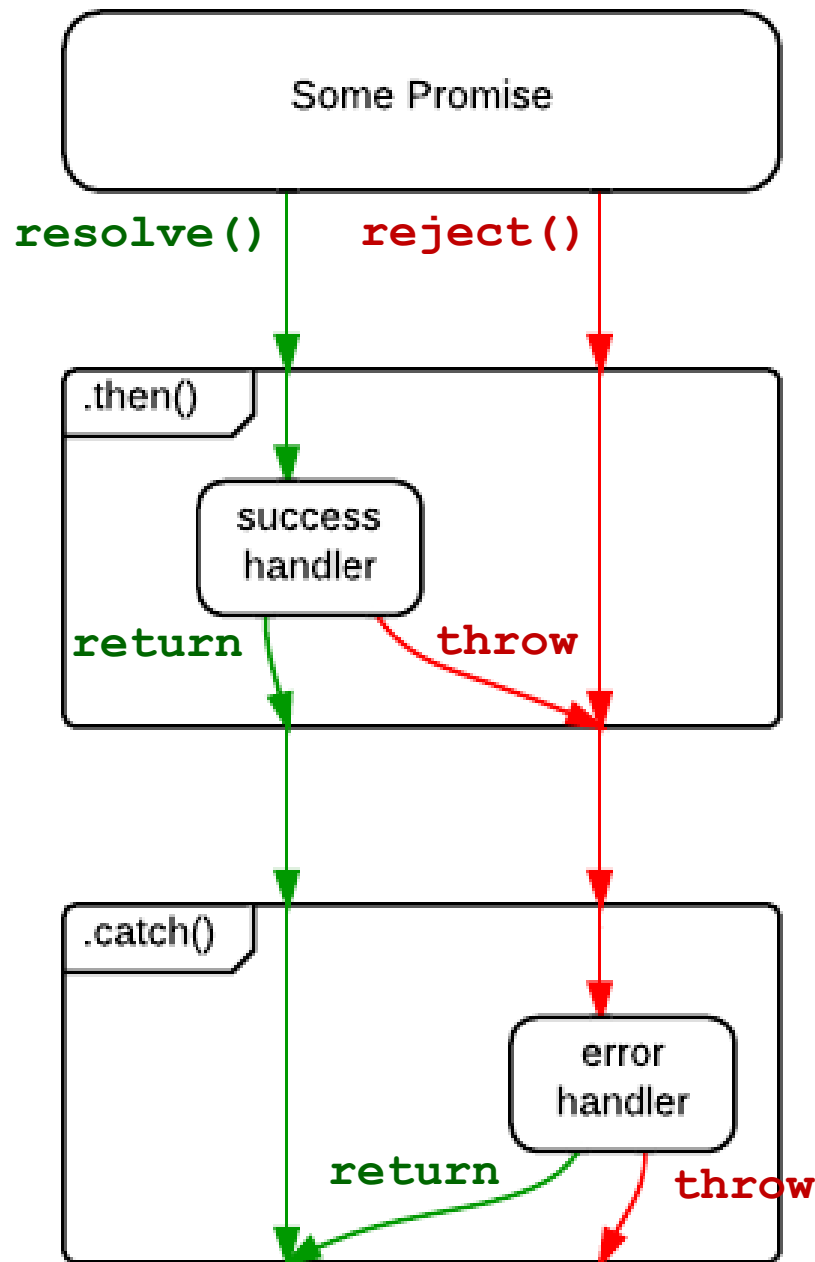 Some Promise
resolve()
reject()
.then()
success
handler
return
throw
.catch()
error
handler
return
throw